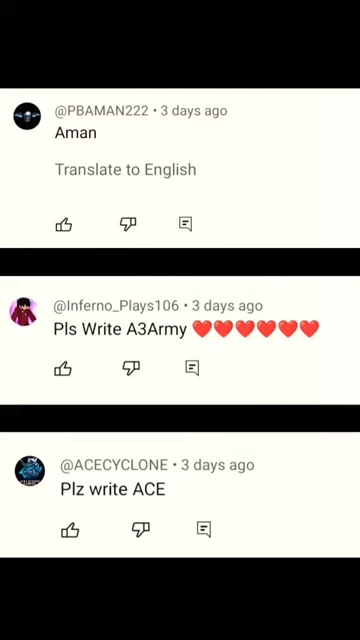 @PBAMAN222 • 3 days ago
Aman
Translate to English
@Inferno_Plays106 • 3 days ago
Pls Write A3Army ❤️❤️❤️❤️❤️❤️
@ACECYCLONE • 3 days ago
Plz write ACE